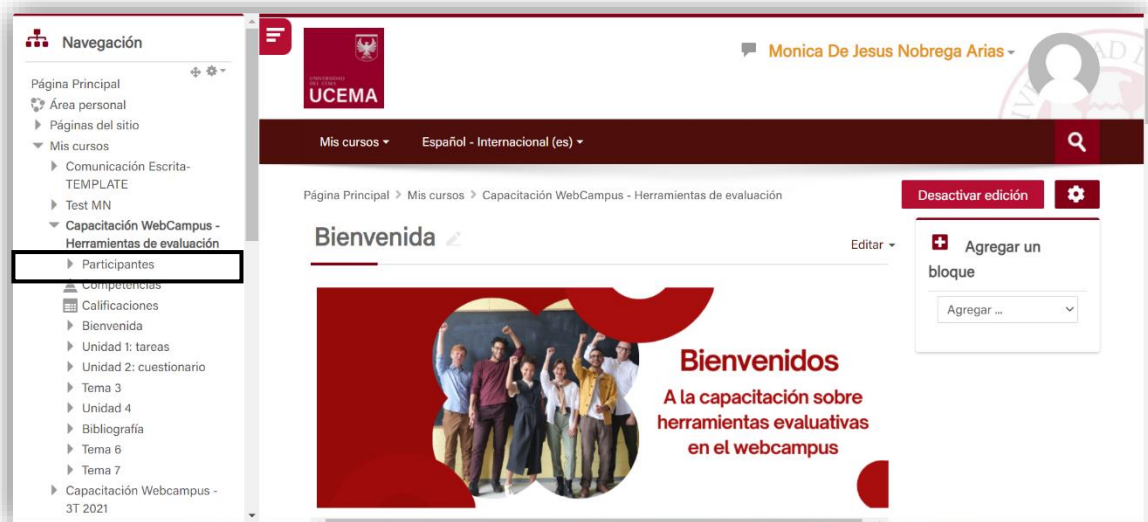 Navegación
Página Principal
Área personal
Páginas del sitio
Mis cursos
Comunicación Escrita-
TEMPLATE
Test MN
Capacitación WebCampus -
Herramientas de evaluación
Participantes
Competencias
Calificaciones
Bienvenida
Unidad 1: tareas
Unidad 2: cuestionario
Tema 3
Unidad 4
Bibliografía
Tema 6
Tema 7
Capacitación Webcampus -
3T 2021
UNIVERSIDAD
DEL CEMA
UCEMA
Monica De Jesus Nobrega Arias
Mis cursos
Español - Internacional (es)
Página Principal > Mis cursos > Capacitación WebCampus - Herramientas de evaluación
Desactivar edición
Bienvenida
Editar
Agregar un
bloque
Agregar ...
Bienvenidos
A la capacitación sobre
herramientas evaluativas
en el webcampus